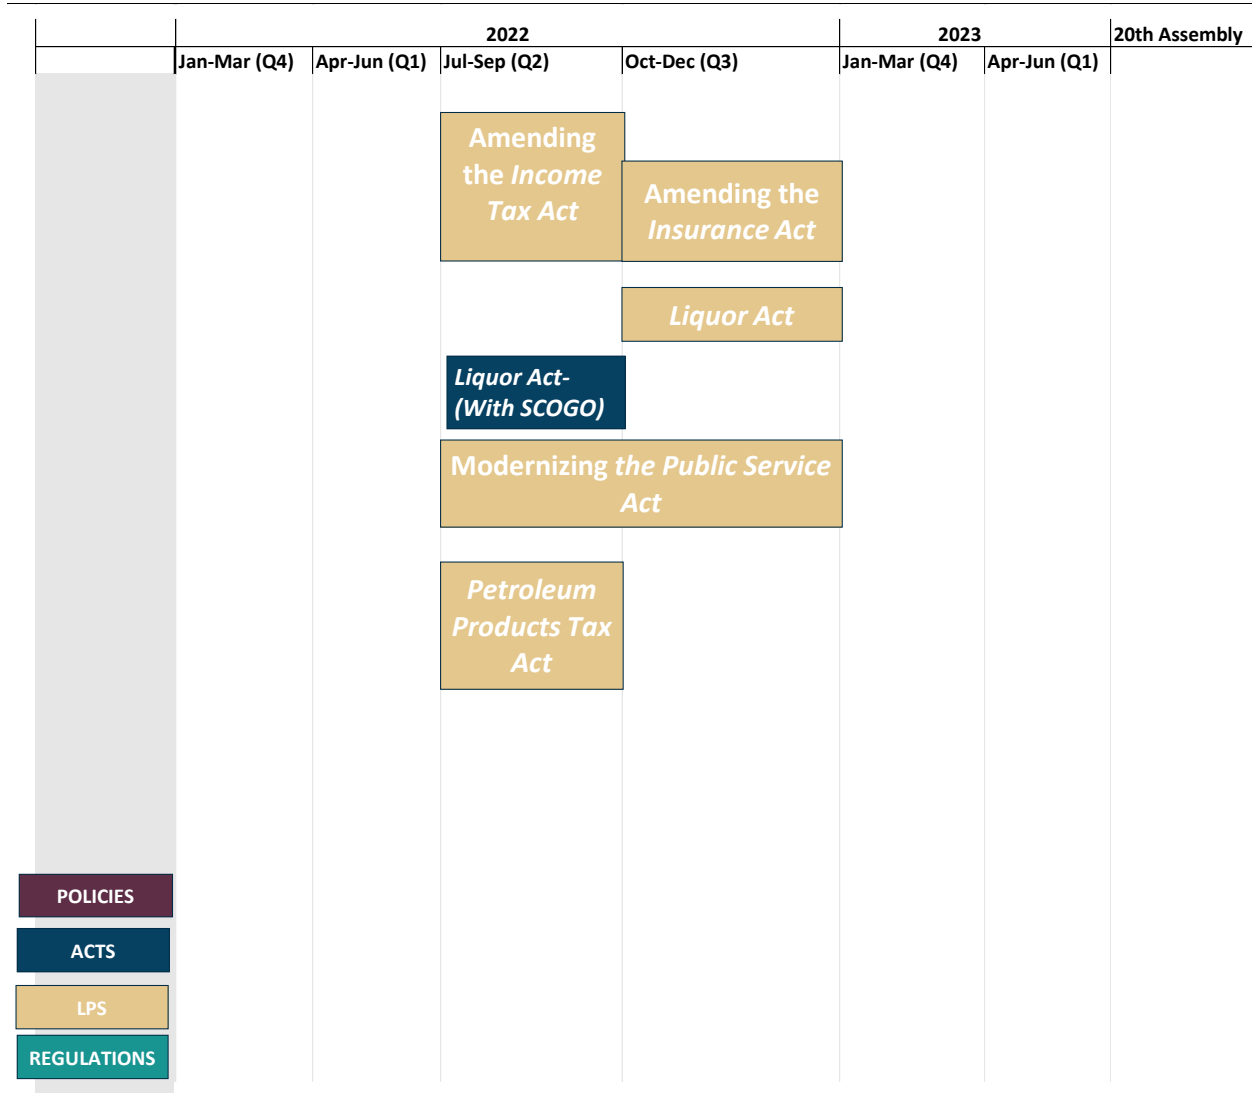 2022 2023 20th Assembly
Jan-Mar (Q4) Apr-Jun (Q1) Jul-Sep (Q2) Oct-Dec (Q3) Jan-Mar (Q4) Apr-Jun (Q1)
Amending
the Income
Tax Act
Amending the
Insurance Act
Liquor Act
Liquor Act-
(With SCOGO)
Modernizing the Public Service
Act
Petroleum
Products Tax
Act
POLICIES
ACTS
LPS
REGULATIONS